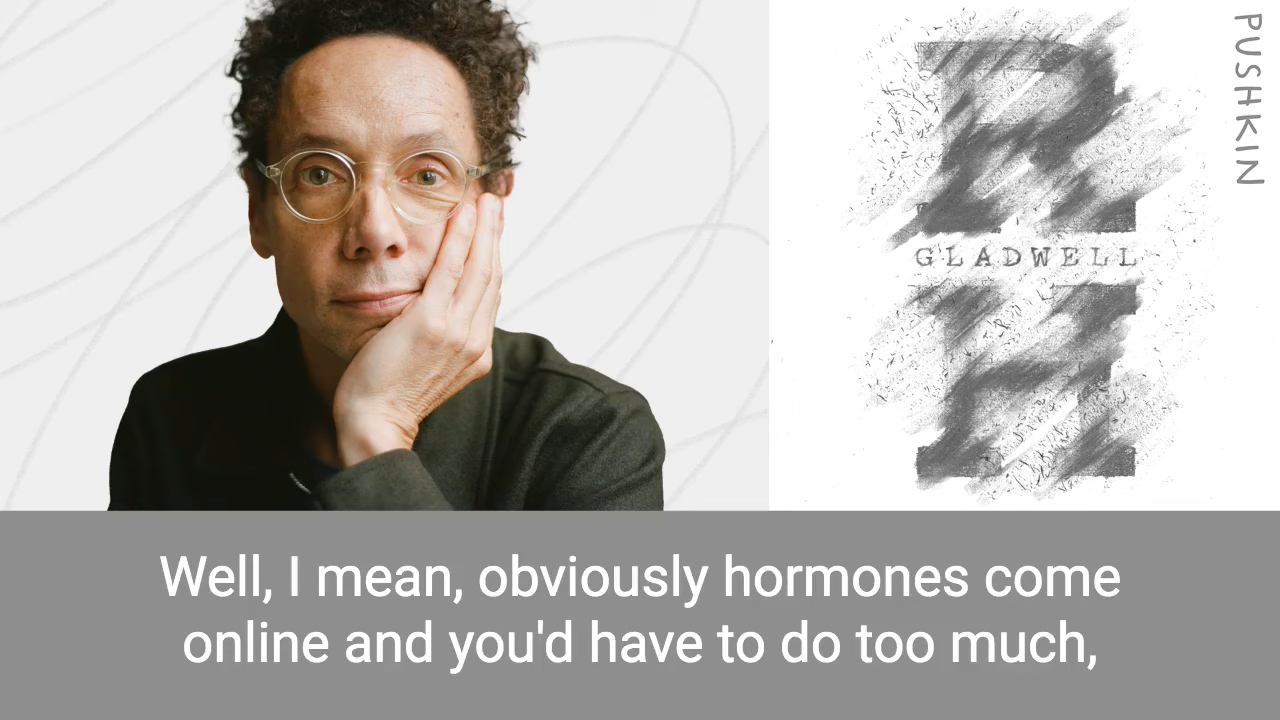 PUSHKIN
R
GLADWELL
H
Well, I mean, obviously hormones come
online and you'd have to do too much,